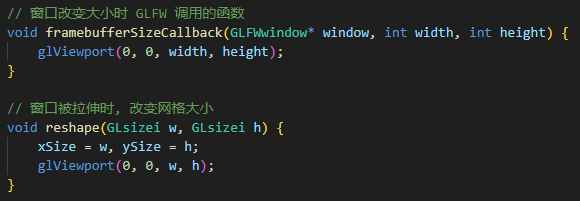 // 窗口改变大小时 GLFW 调用的函数
void framebufferSizeCallback(GLFWwindow* window, int width, int height) {
    glViewport(0, 0, width, height);
}

// 窗口被拉伸时, 改变网格大小
void reshape(GLsizei w, GLsizei h) {
    xSize = w, ySize = h;
    glViewport(0, 0, w, h);
}